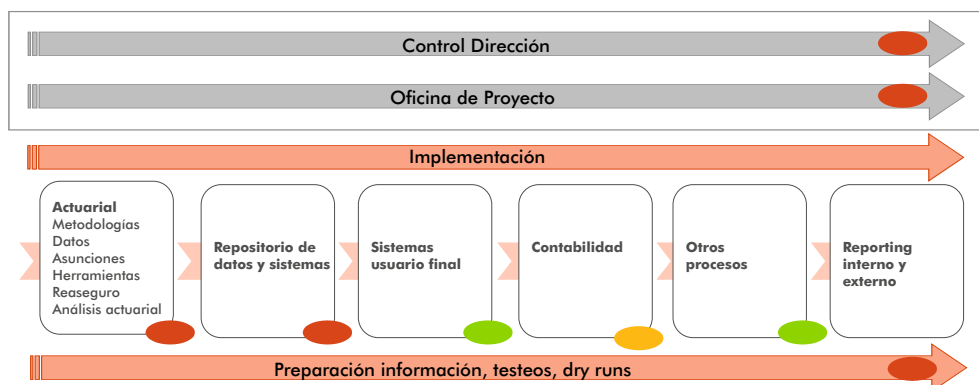 Control Dirección
Oficina de Proyecto
Implementación
Actuarial
Metodologías
Datos
Asunciones
Herramientas
Reaseguro
Análisis actuarial
Repositorio de
datos y sistemas
Sistemas
usuario final
Contabilidad
Otros
procesos
Reporting
interno y
externo
Preparación información, testeos, dry runs